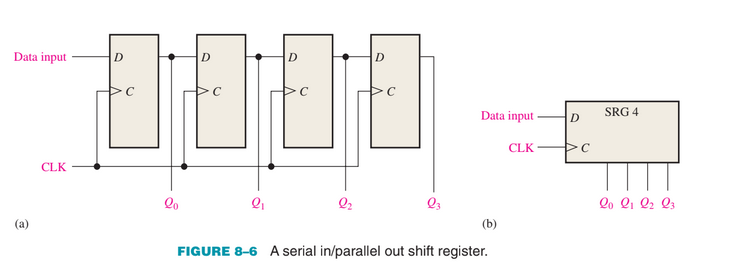 Data input D D D D
C C C C
CLK
Q0 Q1 Q2 Q3
(a)
Data input D SRG 4
CLK C
Q0 Q1 Q2 Q3
(b)
FIGURE 8–6 A serial in/parallel out shift register.